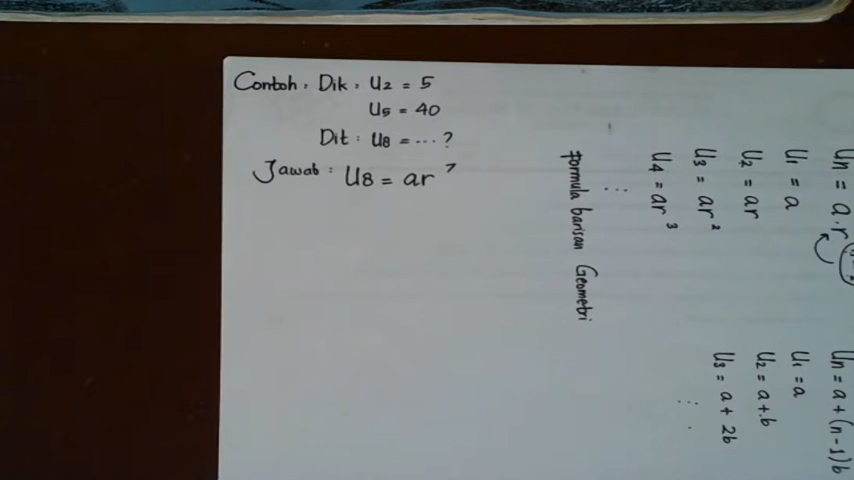 Contoh : Dik : U2 = 5
U5 = 40
Dit : U8 = ... ?
Jawab : U8 = ar⁷
U1 = a
U2 = ar
U3 = ar²
U4 = ar³
⋮
formula barisan Geometri
Un = a + (n-1)b
U1 = a
U2 = a+b
U3 = a + 2b
⋮